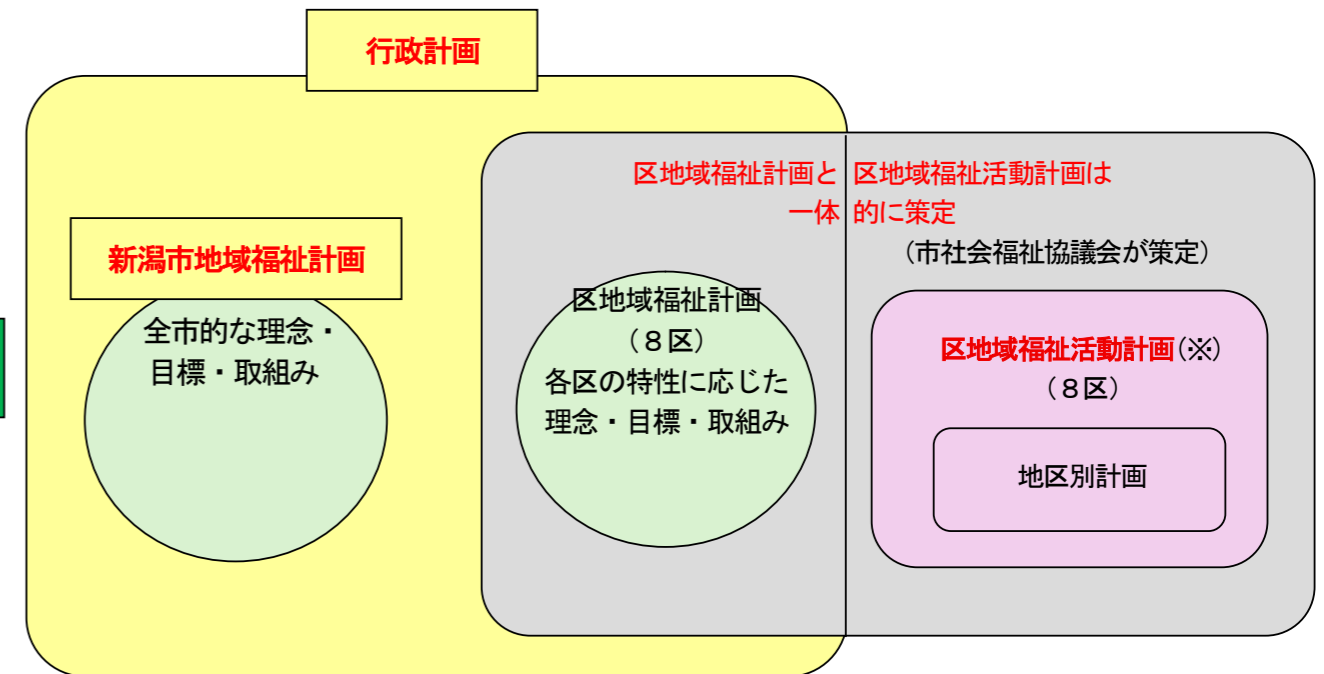 行政計画
区地域福祉計画と 区地域福祉活動計画は
一体 的に策定
(市社会福祉協議会が策定)
新潟市地域福祉計画
全市的な理念・
目標・取組み
区地域福祉計画
(８区)
各区の特性に応じた
理念・目標・取組み
区地域福祉活動計画(※)
(８区)
地区別計画